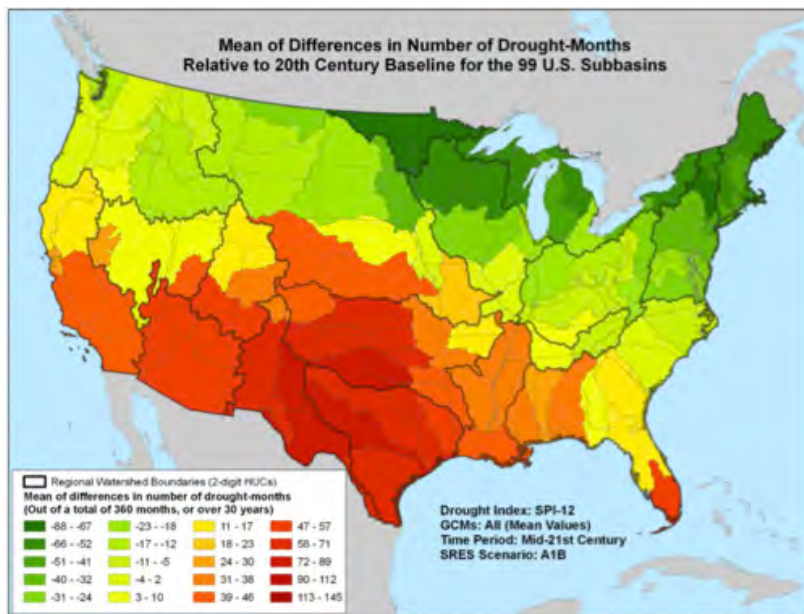 Mean of Differences in Number of Drought-Months
Relative to 20th Century Baseline for the 99 U.S. Subbasins
Regional Watershed Boundaries (2-digit HUCs)
Mean of differences in number of drought-months
(Out of a total of 360 months, or over 30 years)
-88 - -67
-66 - -52
-51 - -41
-40 - -32
-31 - -24
-23 - -18
-17 - -12
-11 - -5
-4 - 2
3 - 10
11 - 17
18 - 23
24 - 30
31 - 38
39 - 46
47 - 57
58 - 71
72 - 89
90 - 112
113 - 145
Drought Index: SPI-12
GCMs: All (Mean Values)
Time Period: Mid-21st Century
SRES Scenario: A1B